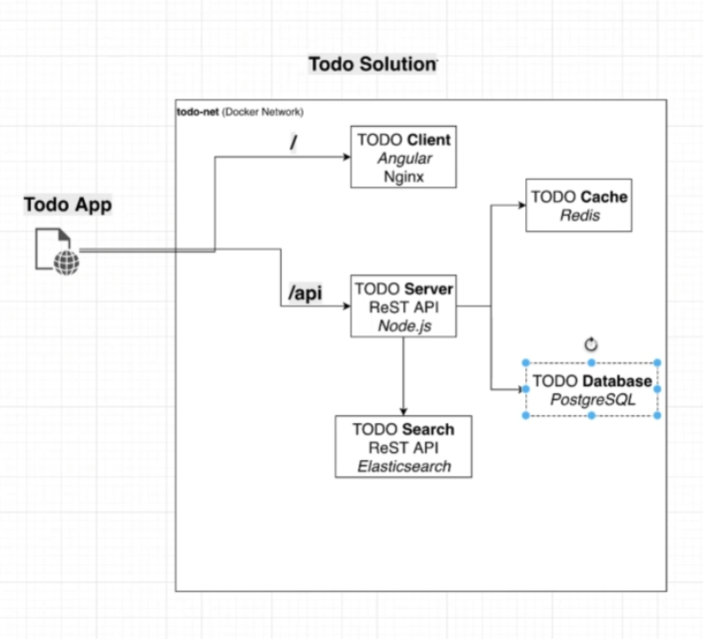 Todo Solution
todo-net (Docker Network)
/
TODO Client
Angular
Nginx
TODO Cache
Redis
Todo App
/api
TODO Server
ReST API
Node.js
TODO Database
PostgreSQL
TODO Search
ReST API
Elasticsearch